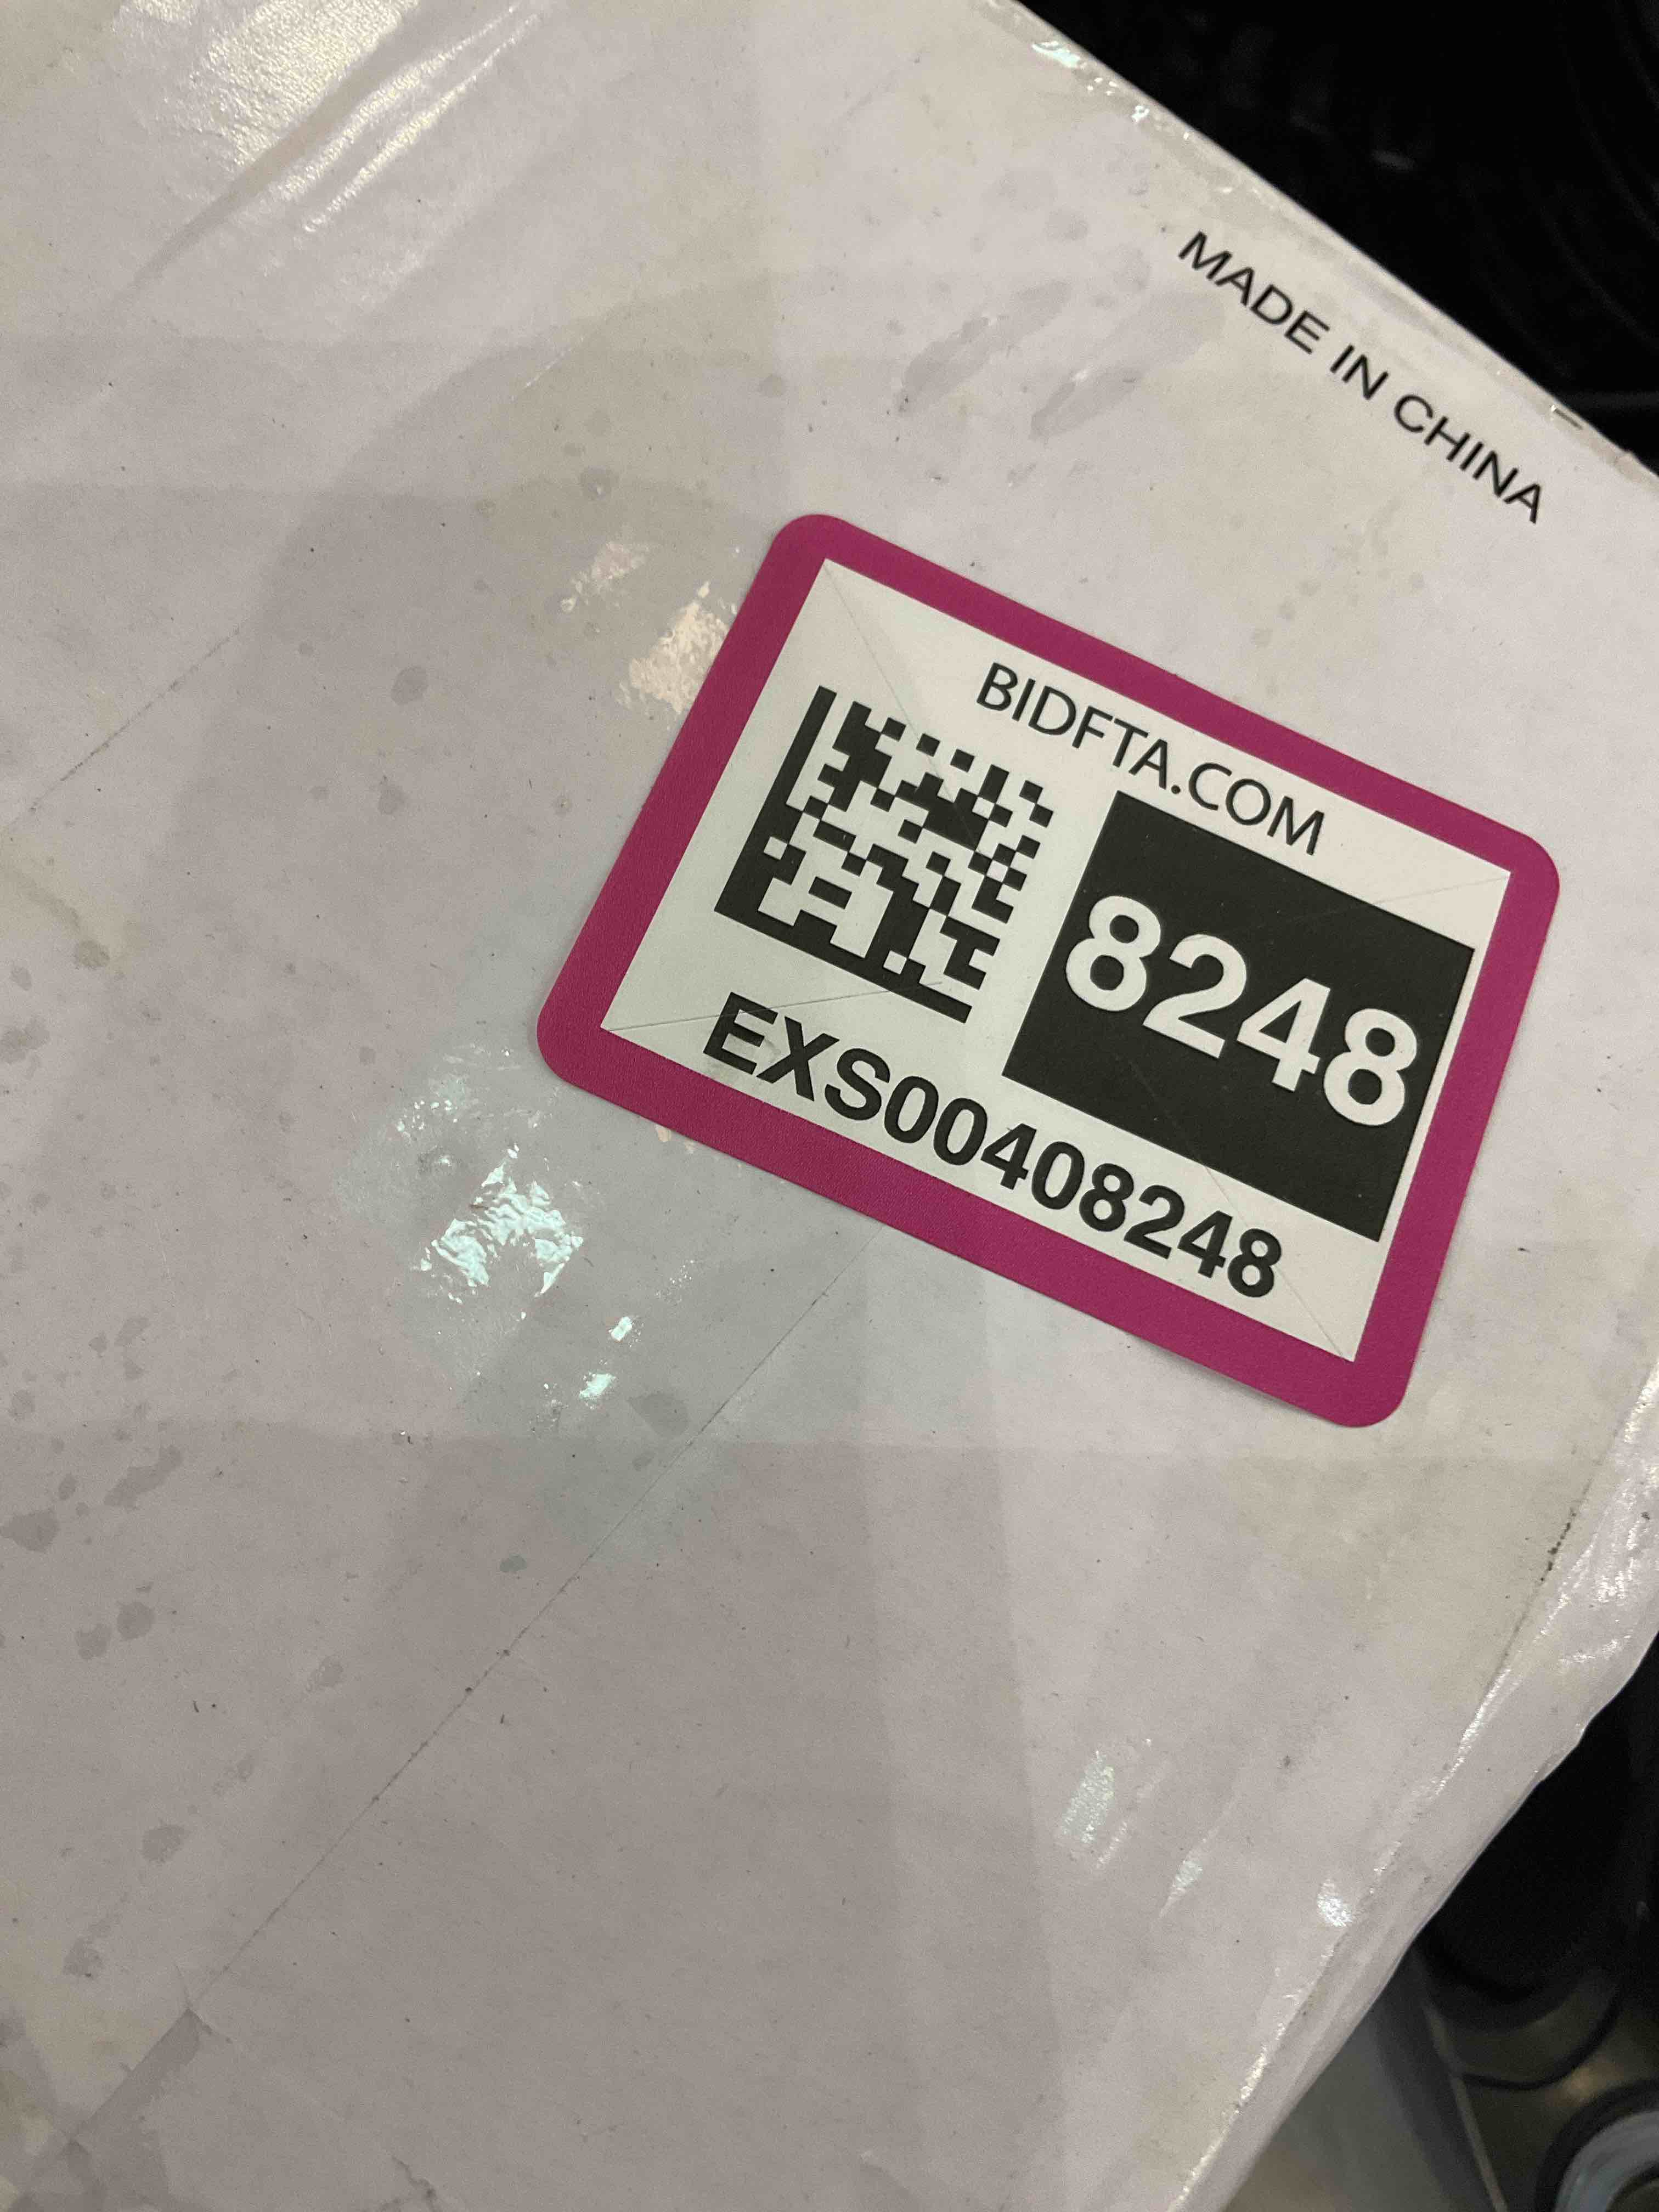 MADE IN CHINA
BIDFTA.COM
8248
EXS00408248